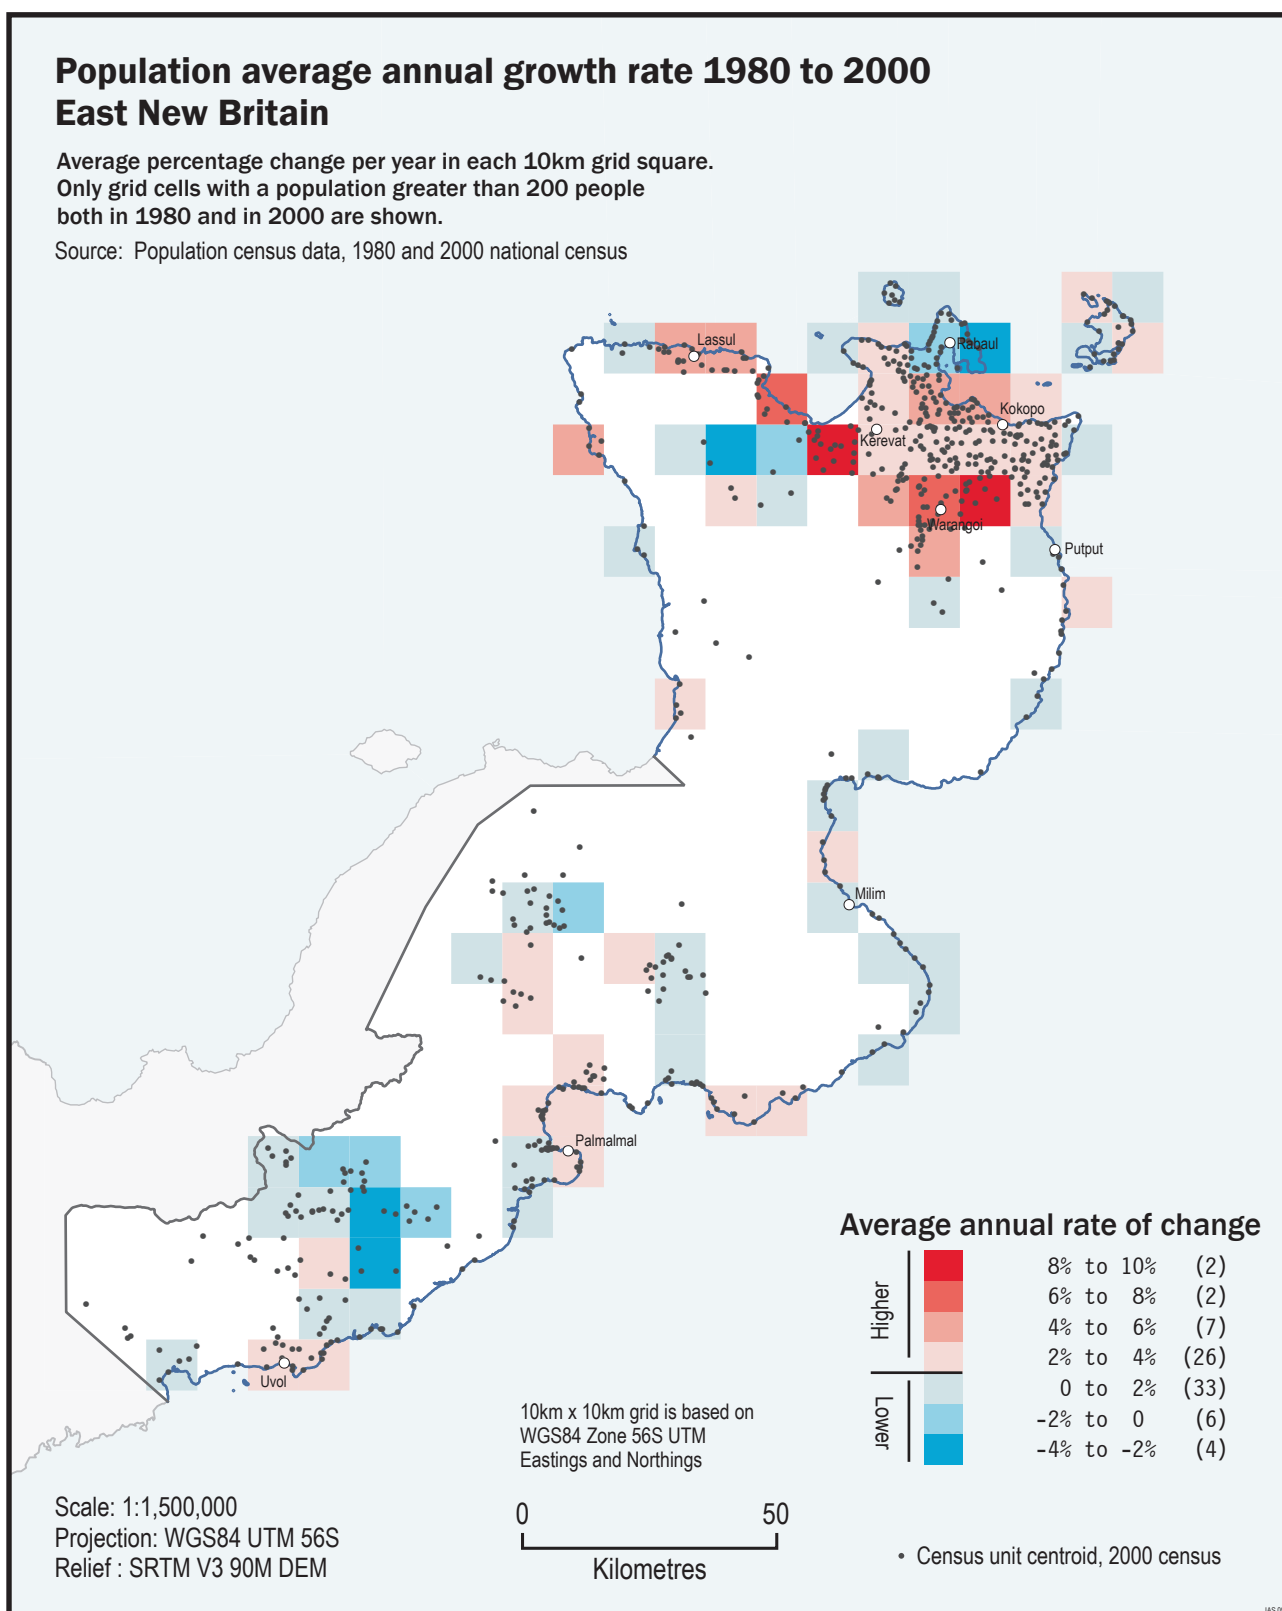 Population average annual growth rate 1980 to 2000
East New Britain
Average percentage change per year in each 10km grid square.
Only grid cells with a population greater than 200 people
both in 1980 and in 2000 are shown.
Source: Population census data, 1980 and 2000 national census
Lassul
Rabaul
Kokopo
Kerevat
Warangoi
Putput
Milim
Palmalmal
Uvol
Average annual rate of change
Higher
8% to 10% (2)
6% to 8% (2)
4% to 6% (7)
2% to 4% (26)
Lower
0 to 2% (33)
-2% to 0 (6)
-4% to -2% (4)
10km x 10km grid is based on
WGS84 Zone 56S UTM
Eastings and Northings
Scale: 1:1,500,000
Projection: WGS84 UTM 56S
Relief : SRTM V3 90M DEM
0 50
Kilometres
Census unit centroid, 2000 census